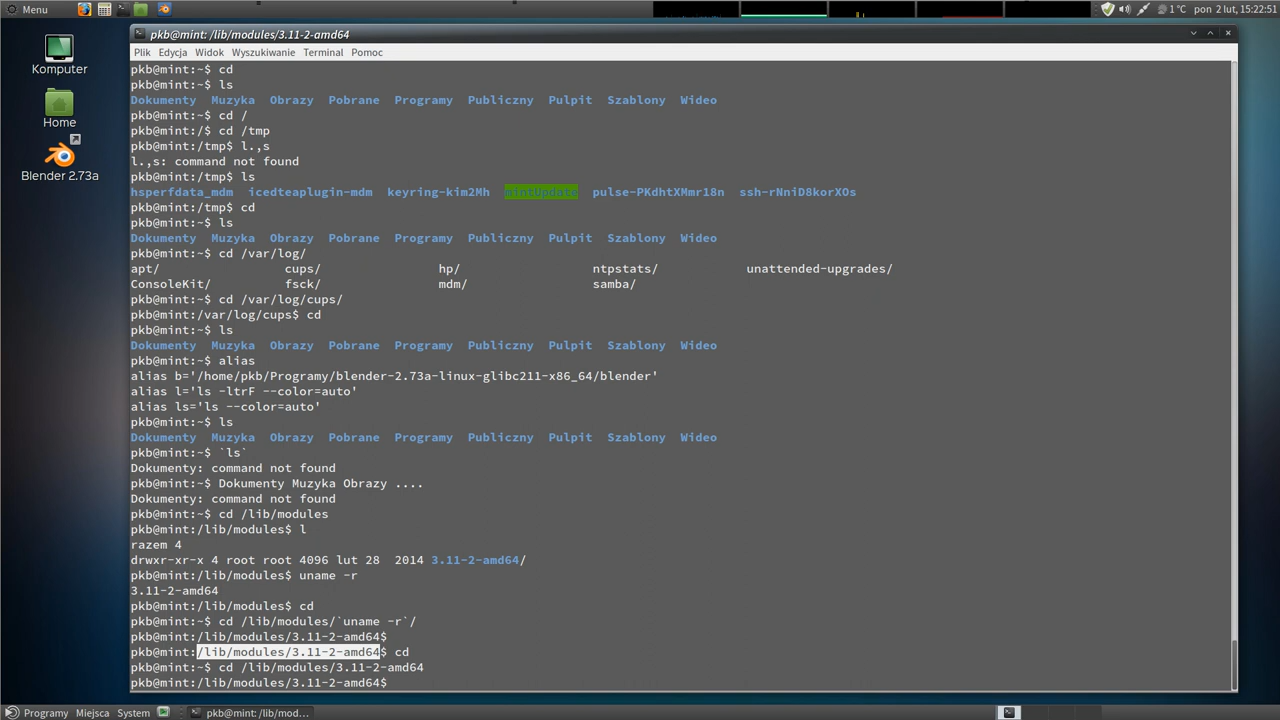 Menu
1 °C pon 2 lut, 15:22:51
pkb@mint: /lib/modules/3.11-2-amd64
Plik Edycja Widok Wyszukiwanie Terminal Pomoc
Komputer
Home
Blender 2.73a
pkb@mint:~$ cd
pkb@mint:~$ ls
Dokumenty Muzyka Obrazy Pobrane Programy Publiczny Pulpit Szablony Wideo
pkb@mint:~$ cd /
pkb@mint:/$ cd /tmp
pkb@mint:/tmp$ l.,s
l.,s: command not found
pkb@mint:/tmp$ ls
hsperfdata_mdm icedteaplugin-mdm keyring-kim2Mh mintUpdate pulse-PKdhtXMmr18n ssh-rNniD8korXOs
pkb@mint:/tmp$ cd
pkb@mint:~$ ls
Dokumenty Muzyka Obrazy Pobrane Programy Publiczny Pulpit Szablony Wideo
pkb@mint:~$ cd /var/log/
apt/ cups/ hp/ ntpstats/ unattended-upgrades/
ConsoleKit/ fsck/ mdm/ samba/
pkb@mint:~$ cd /var/log/cups/
pkb@mint:/var/log/cups$ cd
pkb@mint:~$ ls
Dokumenty Muzyka Obrazy Pobrane Programy Publiczny Pulpit Szablony Wideo
pkb@mint:~$ alias
alias b='/home/pkb/Programy/blender-2.73a-linux-glibc211-x86_64/blender'
alias l='ls -ltrF --color=auto'
alias ls='ls --color=auto'
pkb@mint:~$ ls
Dokumenty Muzyka Obrazy Pobrane Programy Publiczny Pulpit Szablony Wideo
pkb@mint:~$ `ls`
Dokumenty: command not found
pkb@mint:~$ Dokumenty Muzyka Obrazy ....
Dokumenty: command not found
pkb@mint:~$ cd /lib/modules
pkb@mint:/lib/modules$ l
razem 4
drwxr-xr-x 4 root root 4096 lut 28 2014 3.11-2-amd64/
pkb@mint:/lib/modules$ uname -r
3.11-2-amd64
pkb@mint:/lib/modules$ cd
pkb@mint:~$ cd /lib/modules/`uname -r`/
pkb@mint:/lib/modules/3.11-2-amd64$
pkb@mint:/lib/modules/3.11-2-amd64$ cd
pkb@mint:~$ cd /lib/modules/3.11-2-amd64
pkb@mint:/lib/modules/3.11-2-amd64$
Programy Miejsca System pkb@mint: /lib/mod...